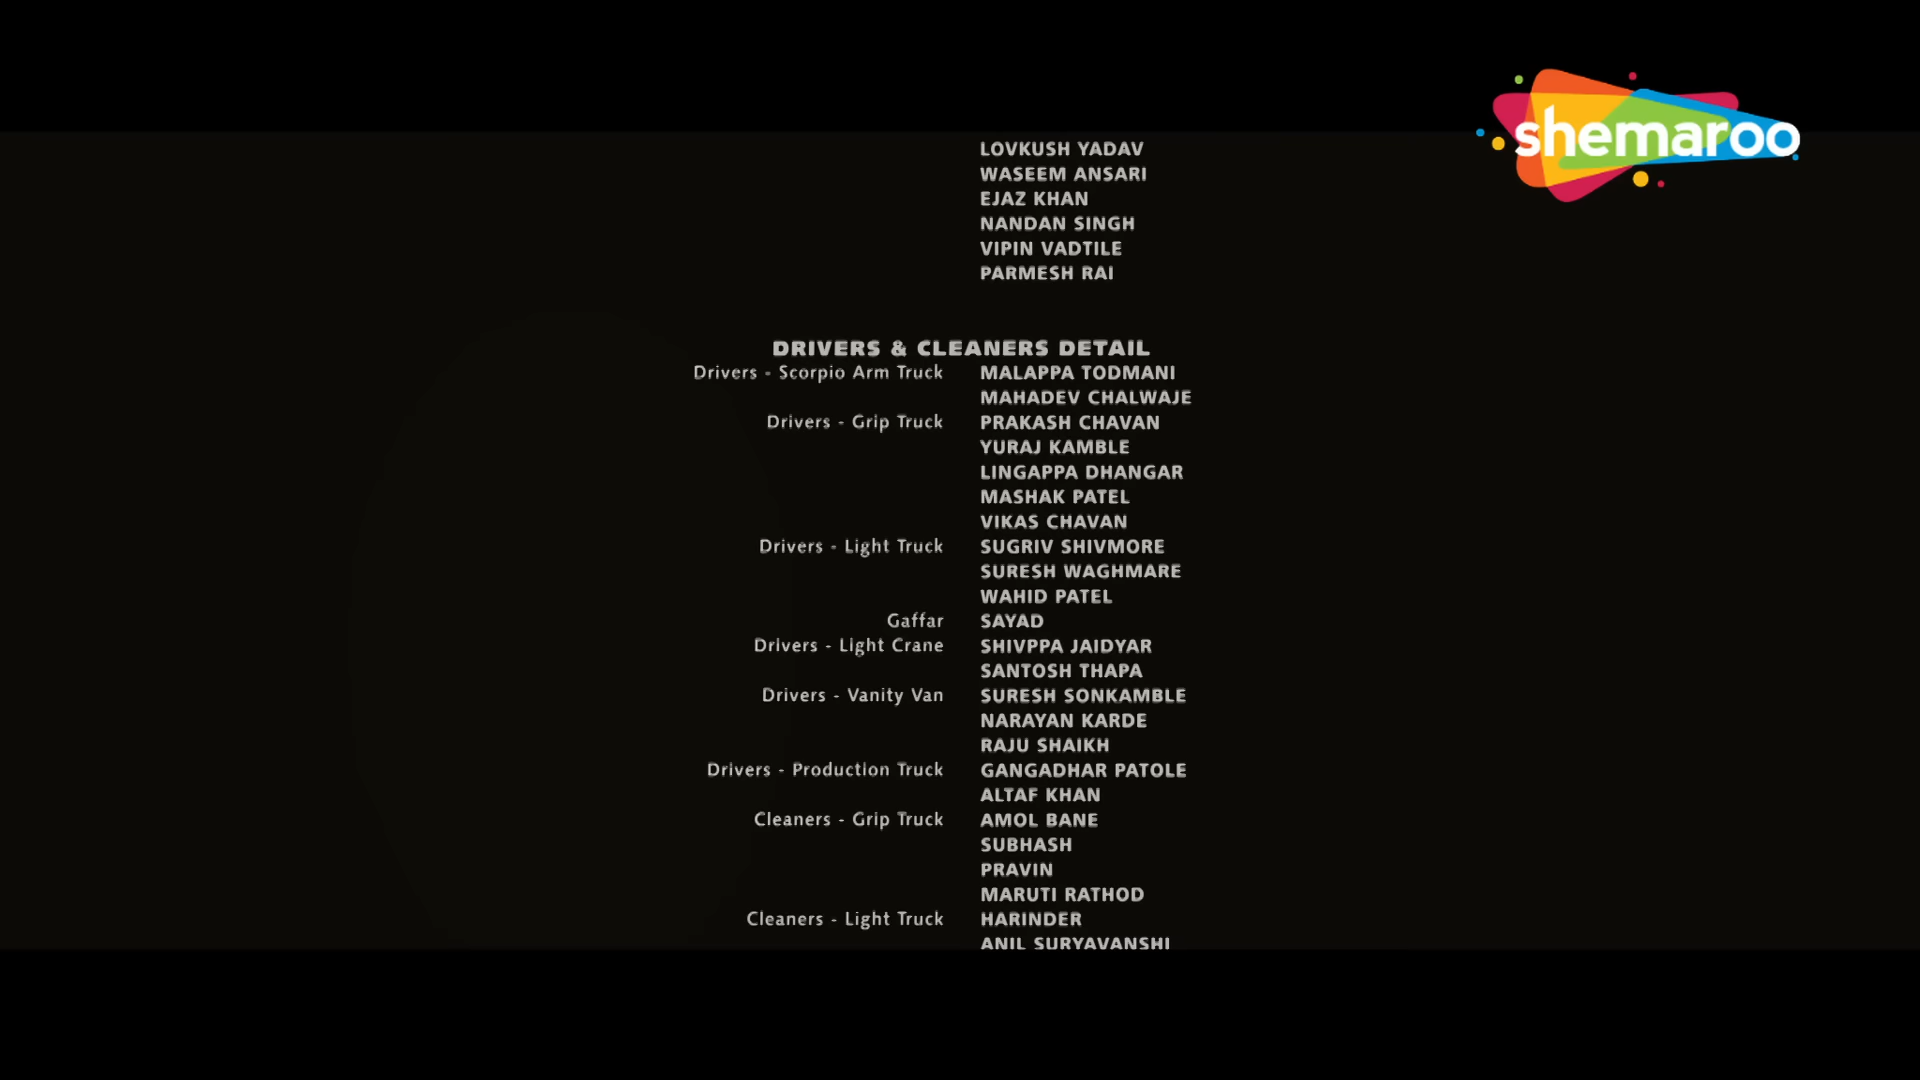 shemaroo
LOVKUSH YADAV
WASEEM ANSARI
EJAZ KHAN
NANDAN SINGH
VIPIN VADTILE
PARMESH RAI
DRIVERS & CLEANERS DETAIL
Drivers - Scorpio Arm Truck MALAPPA TODMANI
MAHADEV CHALWAJE
Drivers - Grip Truck PRAKASH CHAVAN
YURAJ KAMBLE
LINGAPPA DHANGAR
MASHAK PATEL
VIKAS CHAVAN
Drivers - Light Truck SUGRIV SHIVMORE
SURESH WAGHMARE
WAHID PATEL
Gaffar SAYAD
Drivers - Light Crane SHIVPPA JAIDYAR
SANTOSH THAPA
Drivers - Vanity Van SURESH SONKAMBLE
NARAYAN KARDE
RAJU SHAIKH
Drivers - Production Truck GANGADHAR PATOLE
ALTAF KHAN
Cleaners - Grip Truck AMOL BANE
SUBHASH
PRAVIN
MARUTI RATHOD
Cleaners - Light Truck HARINDER
ANIL SURYAVANSHI